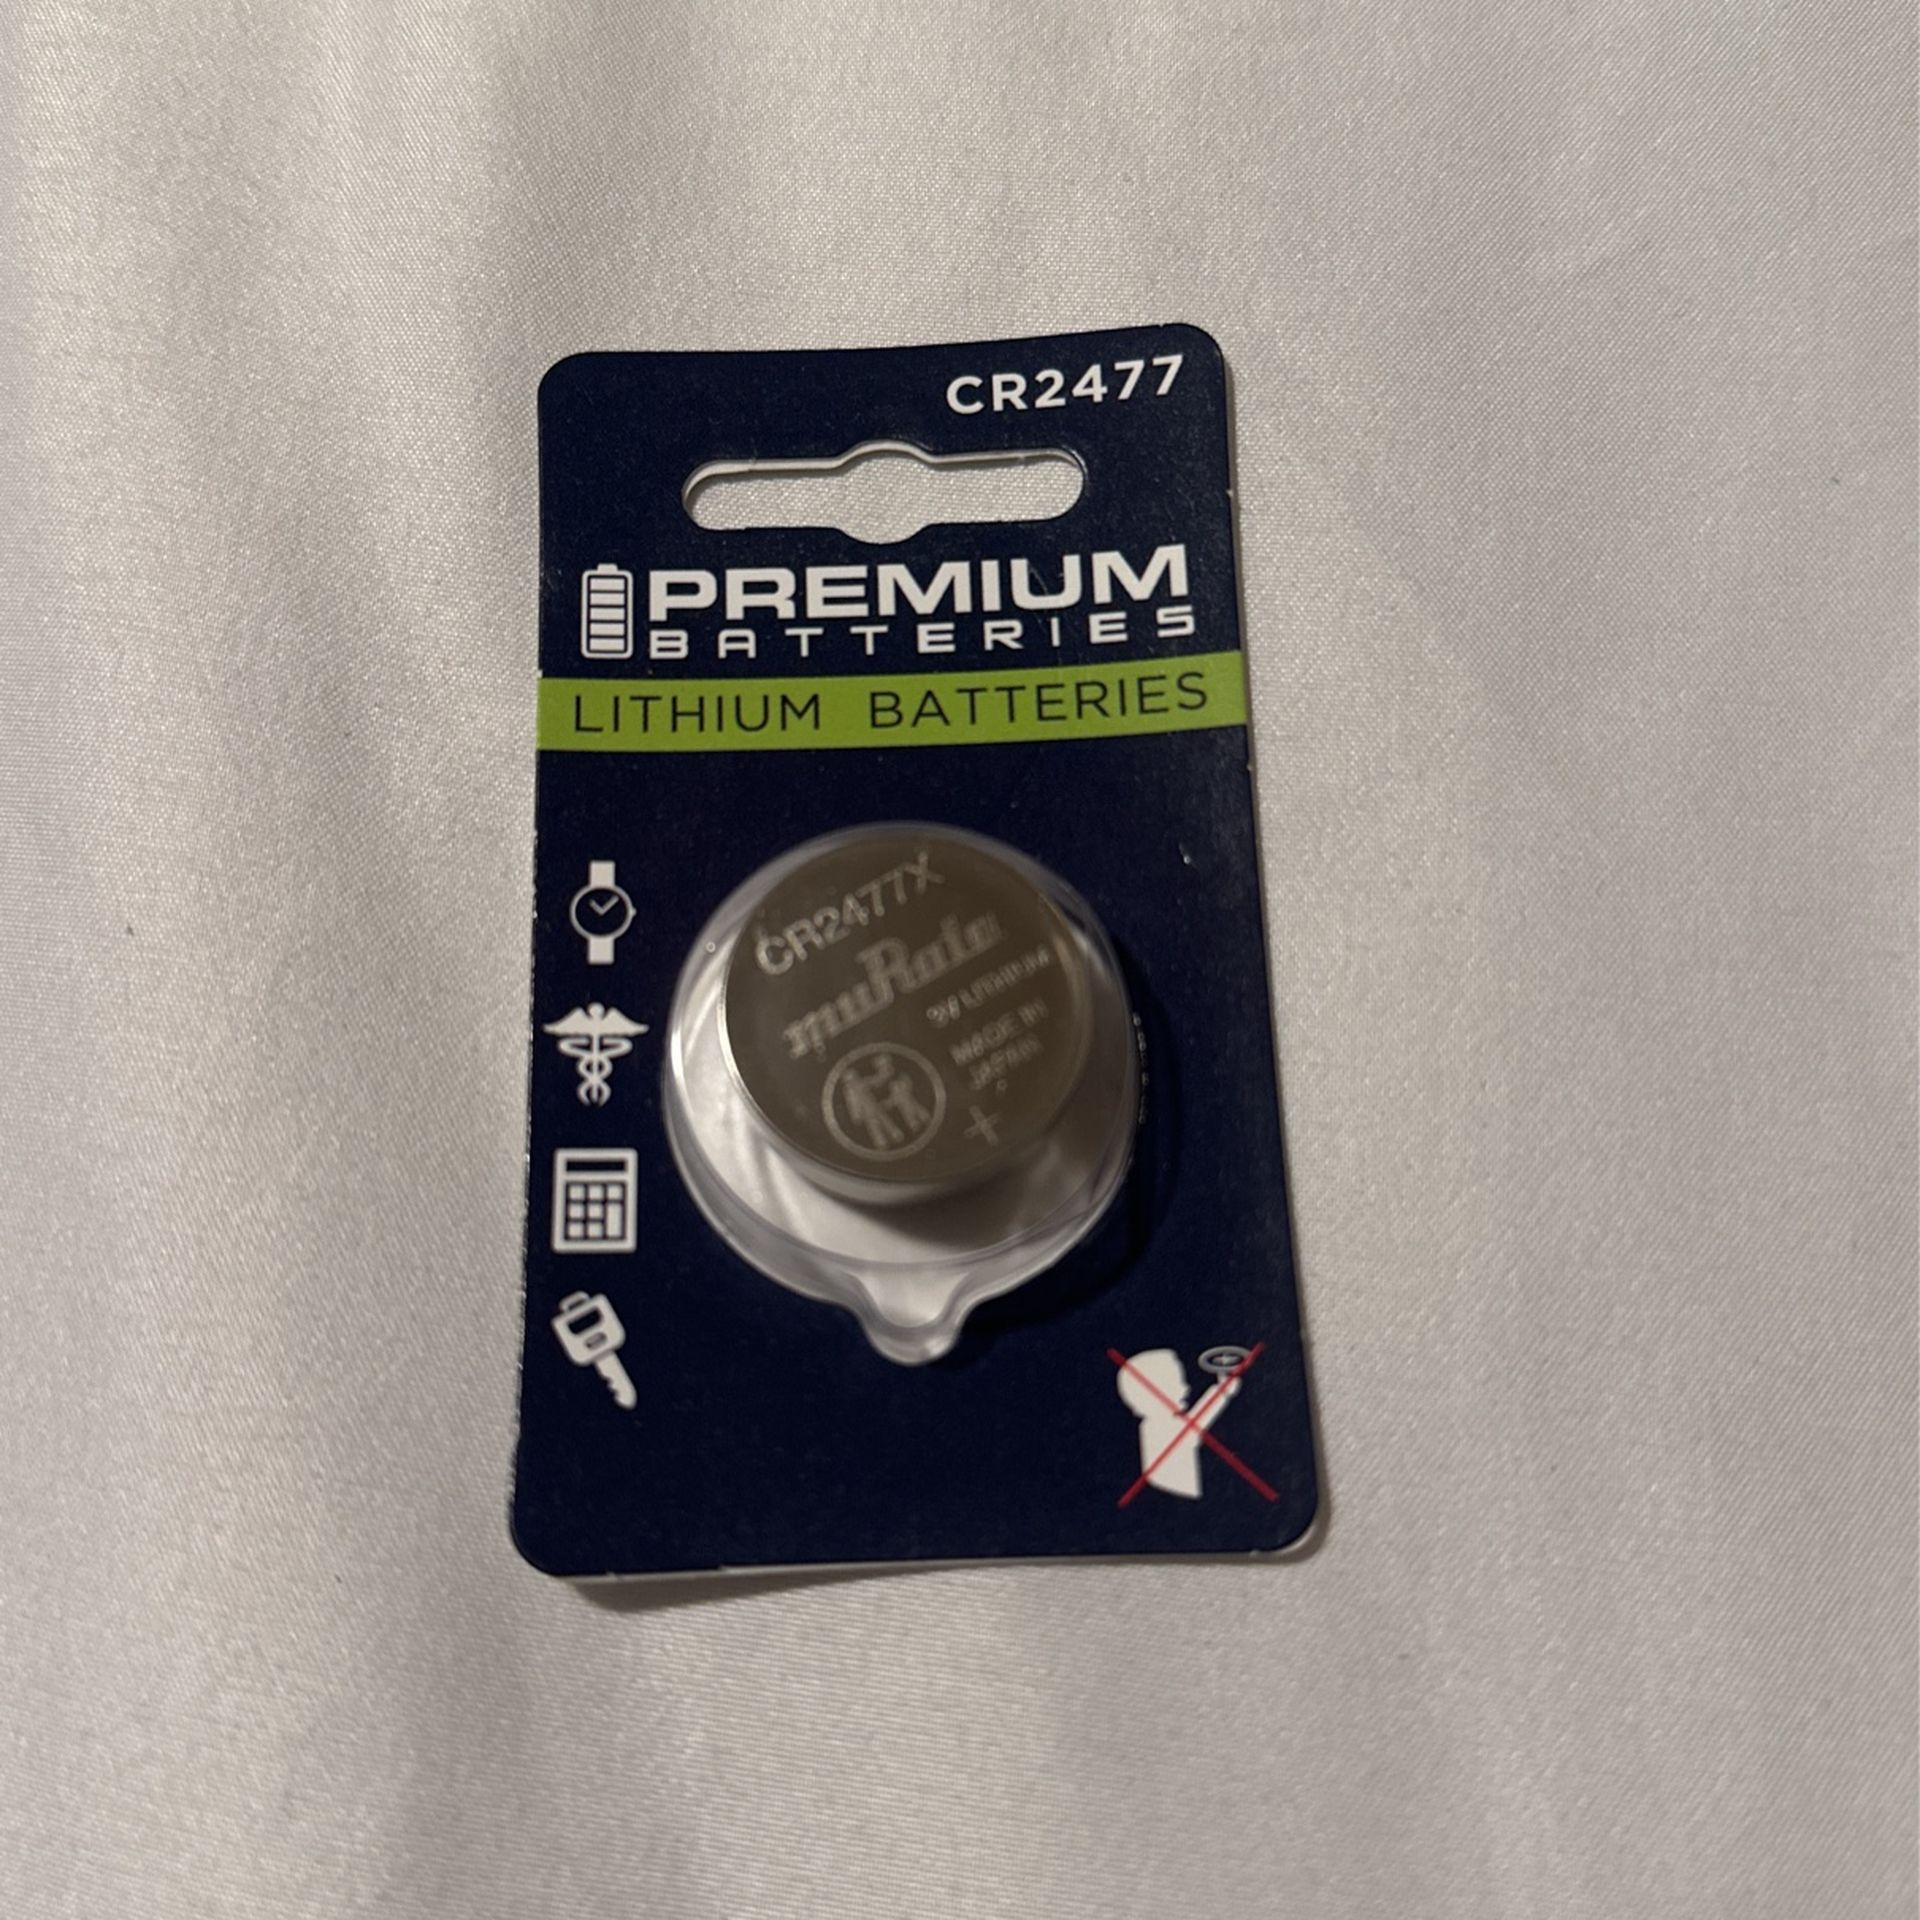 CR2477
PREMIUM
BATTERIES
LITHIUM BATTERIES
CR2477X
muRata
3V LITHIUM
MADE IN
JAPAN
+